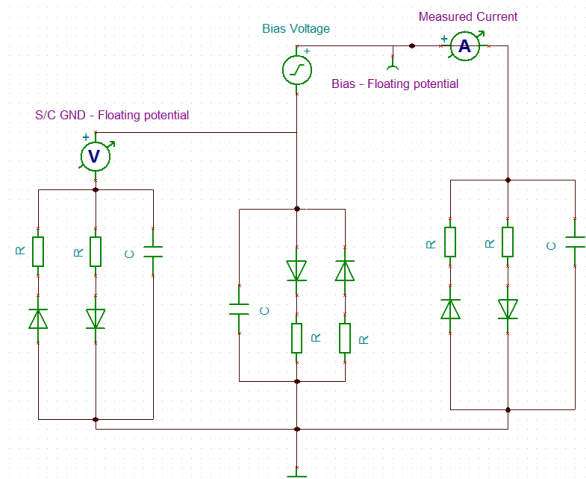 Measured Current
Bias Voltage
+
+
A
Bias - Floating potential
S/C GND - Floating potential
+
V
R
R
C
C
R
R
R
R
C